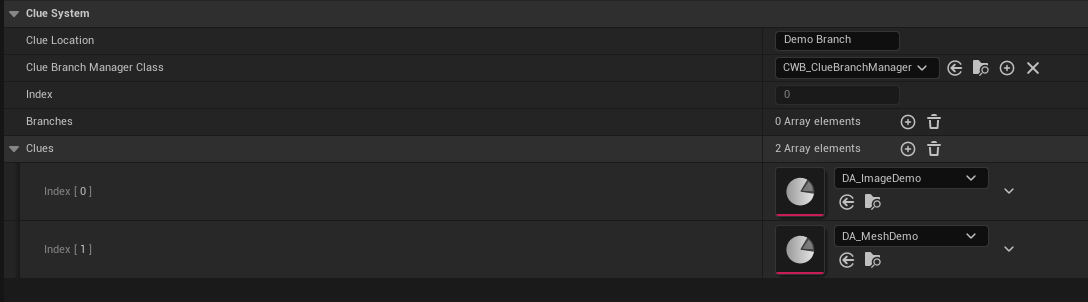 Clue System
Clue Location Demo Branch
Clue Branch Manager Class CWB_ClueBranchManager
Index 0
Branches 0 Array elements
Clues 2 Array elements
Index [ 0 ] DA_ImageDemo
Index [ 1 ] DA_MeshDemo